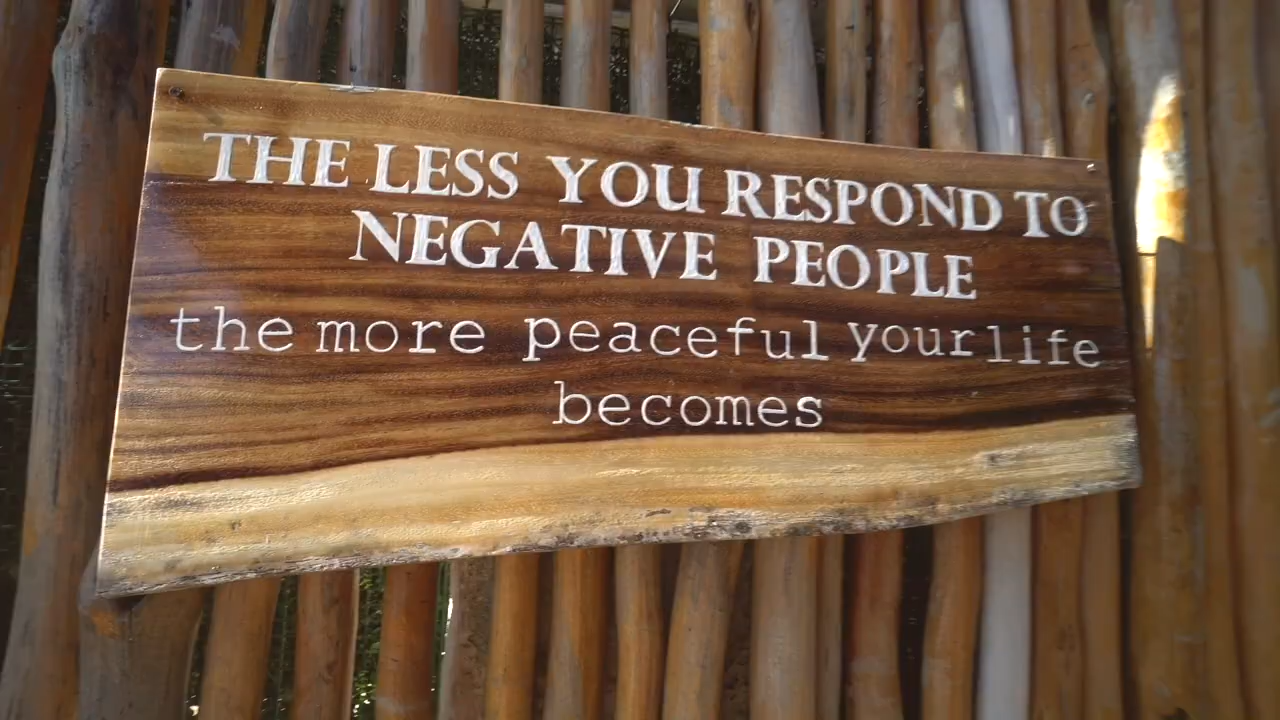 THE LESS YOU RESPOND TO
NEGATIVE PEOPLE
the more peaceful your life
becomes